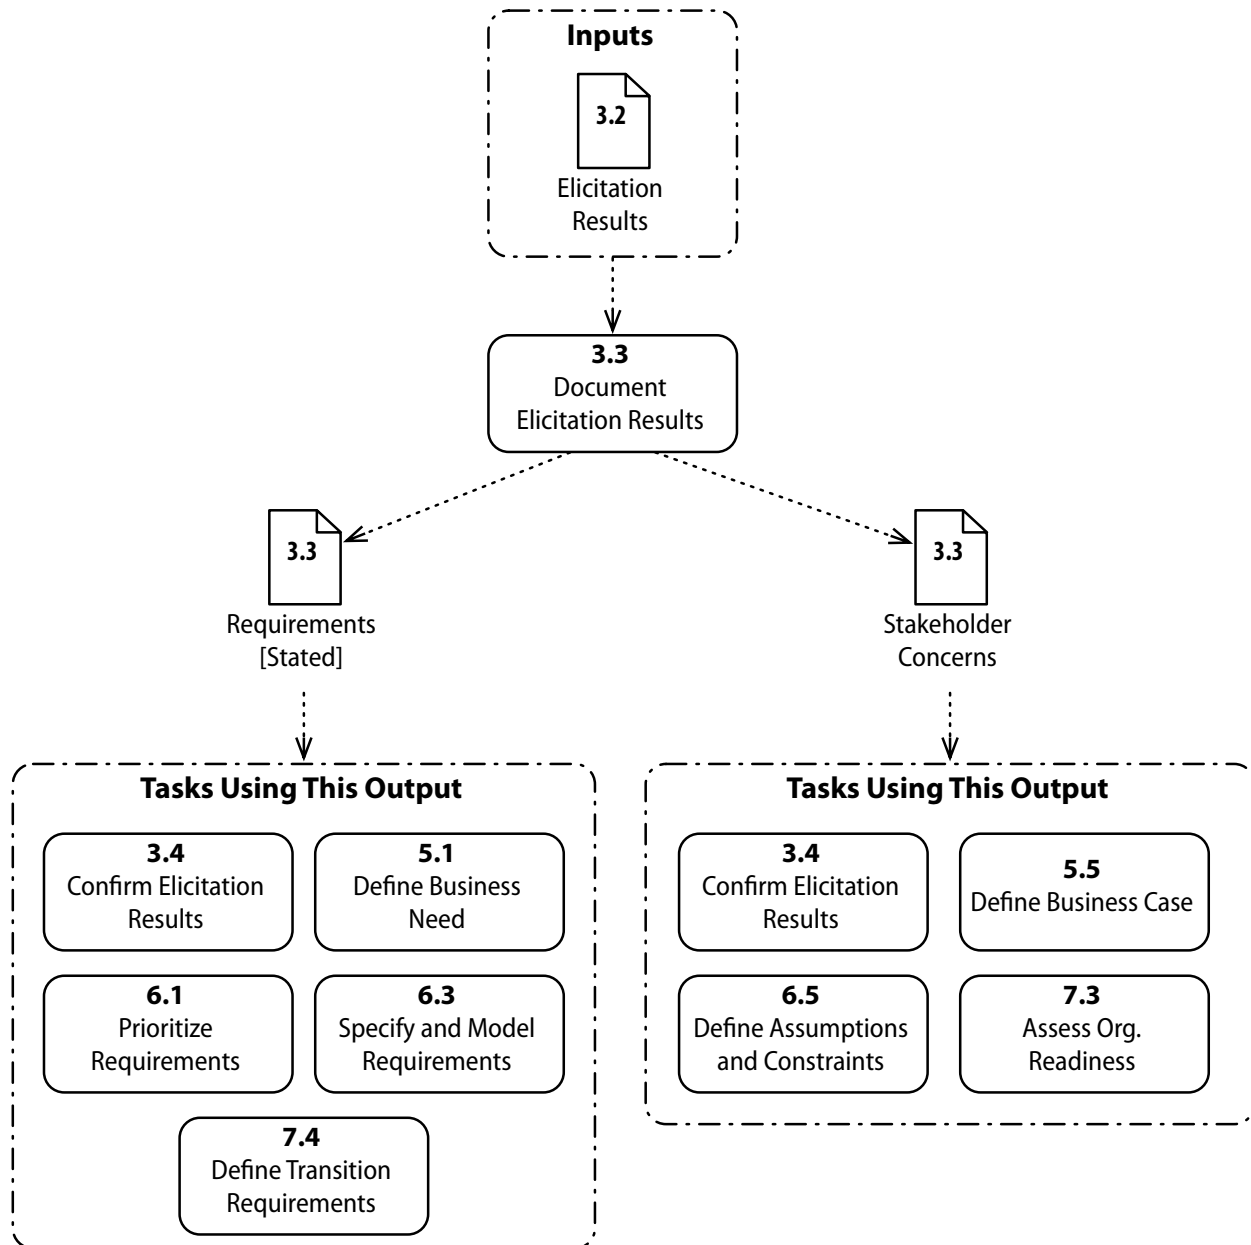 Inputs
3.2
Elicitation
Results
3.3
Document
Elicitation Results
3.3
Requirements
[Stated]
3.3
Stakeholder
Concerns
Tasks Using This Output
3.4
Confirm Elicitation
Results
5.1
Define Business
Need
6.1
Prioritize
Requirements
6.3
Specify and Model
Requirements
7.4
Define Transition
Requirements
Tasks Using This Output
3.4
Confirm Elicitation
Results
5.5
Define Business Case
6.5
Define Assumptions
and Constraints
7.3
Assess Org.
Readiness